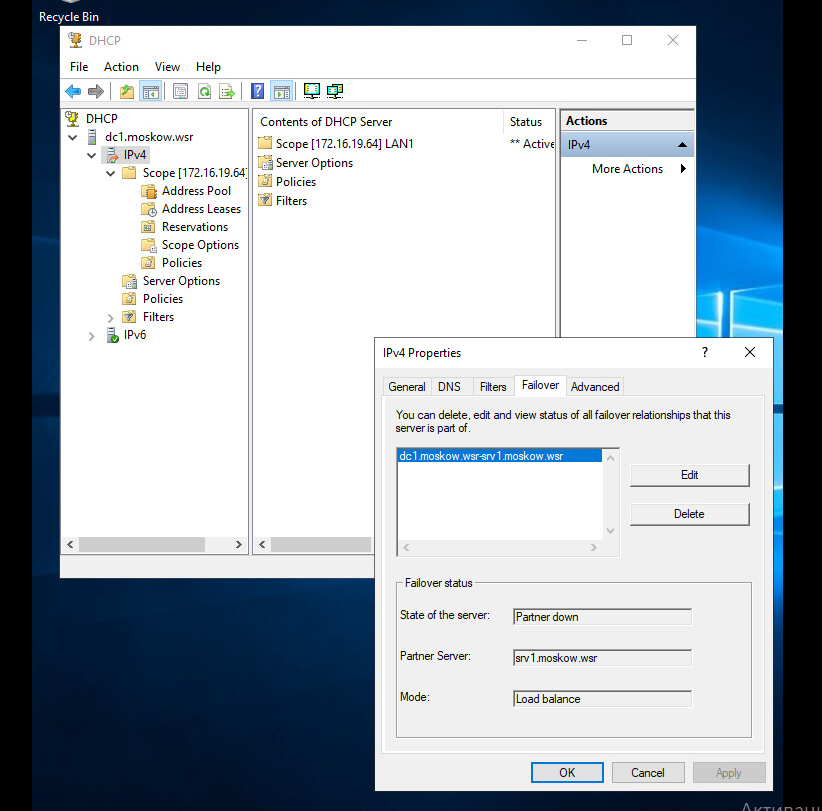 Recycle Bin
DHCP
File Action View Help
DHCP
dc1.moskow.wsr
IPv4
Scope [172.16.19.64]
Address Pool
Address Leases
Reservations
Scope Options
Policies
Server Options
Policies
Filters
IPv6
Contents of DHCP Server Status
Scope [172.16.19.64] LAN1 ** Active
Server Options
Policies
Filters
Actions
IPv4
More Actions
IPv4 Properties
General DNS Filters Failover Advanced
You can delete, edit and view status of all failover relationships that this
server is part of.
dc1.moskow.wsr-srv1.moskow.wsr
Edit
Delete
Failover status
State of the server: Partner down
Partner Server: srv1.moskow.wsr
Mode: Load balance
OK Cancel Apply